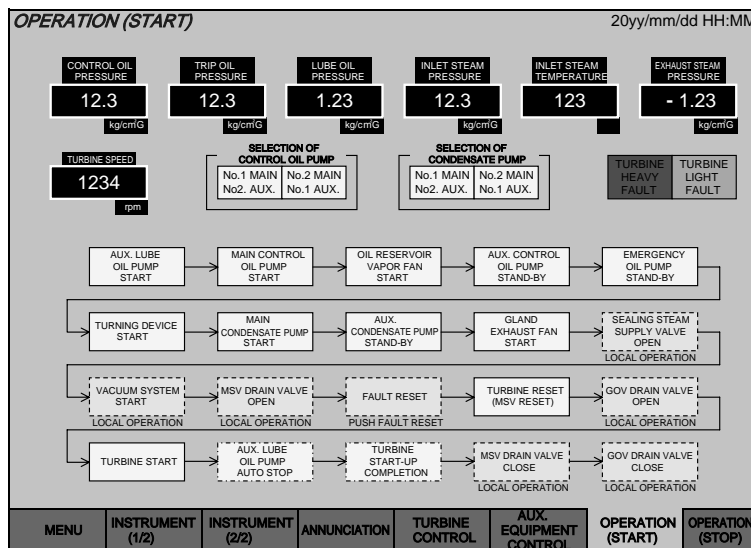 OPERATION (START)
20yy/mm/dd HH:MM
CONTROL OIL
PRESSURE
12.3
kg/cm²G
TRIP OIL
PRESSURE
12.3
kg/cm²G
LUBE OIL
PRESSURE
1.23
kg/cm²G
INLET STEAM
PRESSURE
12.3
kg/cm²G
INLET STEAM
TEMPERATURE
123
EXHAUST STEAM
PRESSURE
- 1.23
kg/cm²G
TURBINE SPEED
1234
rpm
SELECTION OF
CONTROL OIL PUMP
No.1 MAIN
No2. AUX.
No.2 MAIN
No.1 AUX.
SELECTION OF
CONDENSATE PUMP
No.1 MAIN
No2. AUX.
No.2 MAIN
No.1 AUX.
TURBINE
HEAVY
FAULT
TURBINE
LIGHT
FAULT
AUX. LUBE
OIL PUMP
START
MAIN CONTROL
OIL PUMP
START
OIL RESERVOIR
VAPOR FAN
START
AUX. CONTROL
OIL PUMP
STAND-BY
EMERGENCY
OIL PUMP
STAND-BY
TURNING DEVICE
START
MAIN
CONDENSATE PUMP
START
AUX.
CONDENSATE PUMP
STAND-BY
GLAND
EXHAUST FAN
START
SEALING STEAM
SUPPLY VALVE
OPEN
LOCAL OPERATION
VACUUM SYSTEM
START
LOCAL OPERATION
MSV DRAIN VALVE
OPEN
LOCAL OPERATION
FAULT RESET
PUSH FAULT RESET
TURBINE RESET
(MSV RESET)
GOV DRAIN VALVE
OPEN
LOCAL OPERATION
TURBINE START
AUX. LUBE
OIL PUMP
AUTO STOP
TURBINE
START-UP
COMPLETION
MSV DRAIN VALVE
CLOSE
LOCAL OPERATION
GOV DRAIN VALVE
CLOSE
LOCAL OPERATION
MENU
INSTRUMENT
(1/2)
INSTRUMENT
(2/2)
ANNUNCIATION
TURBINE
CONTROL
AUX.
EQUIPMENT
CONTROL
OPERATION
(START)
OPERATION
(STOP)